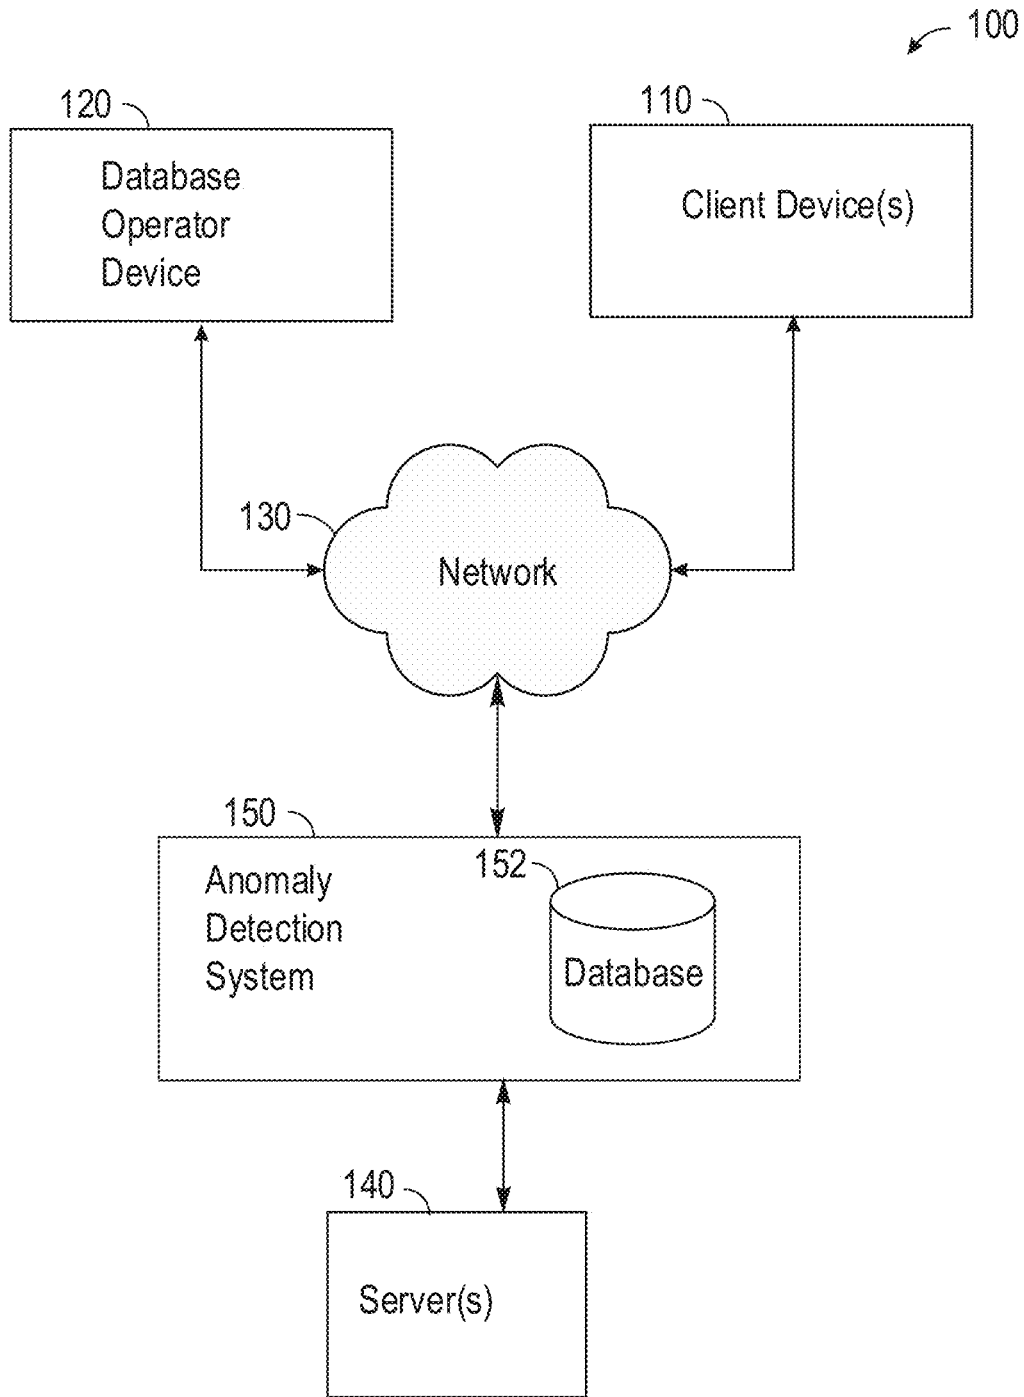 100
120
110
Database
Operator
Device
Client Device(s)
130
Network
150
152
Anomaly
Detection
System
Database
140
Server(s)